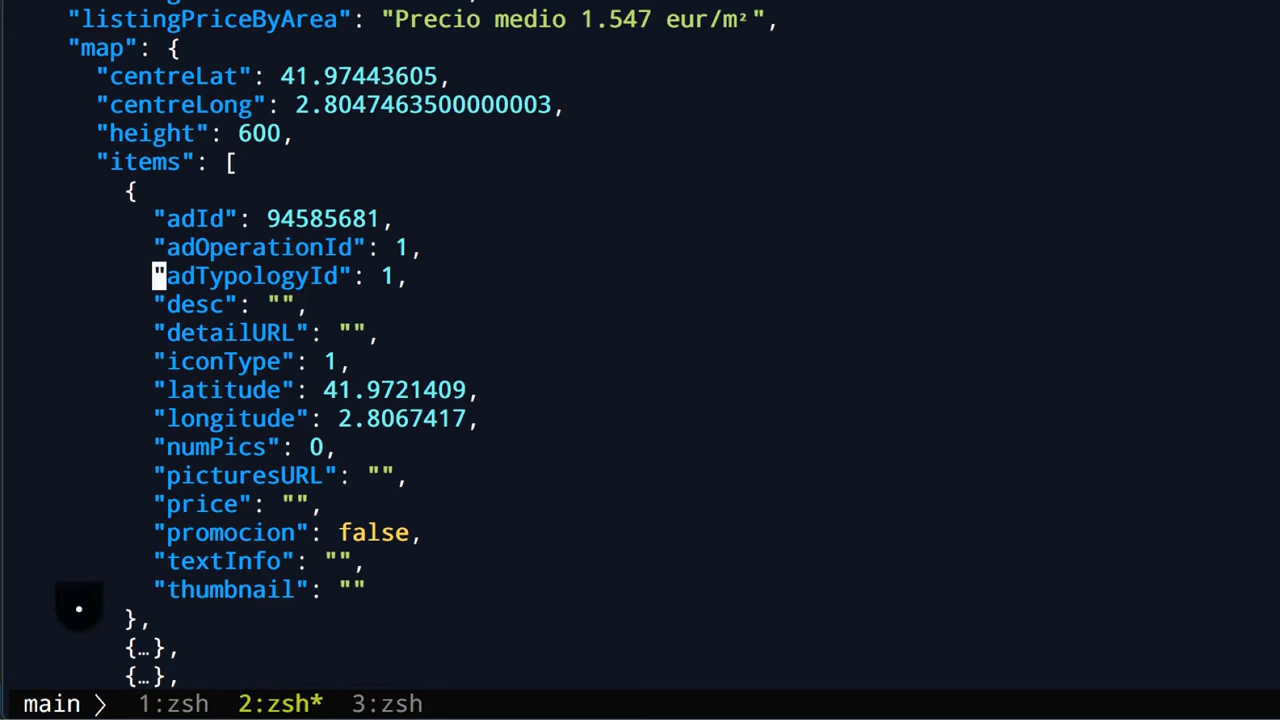 "listingPriceByArea": "Precio medio 1.547 eur/m²",
"map": {
"centreLat": 41.97443605,
"centreLong": 2.8047463500000003,
"height": 600,
"items": [
{
"adId": 94585681,
"adOperationId": 1,
"adTypologyId": 1,
"desc": "",
"detailURL": "",
"iconType": 1,
"latitude": 41.9721409,
"longitude": 2.8067417,
"numPics": 0,
"picturesURL": "",
"price": "",
"promocion": false,
"textInfo": "",
"thumbnail": ""
},
{…},
{…},
main 1:zsh 2:zsh* 3:zsh